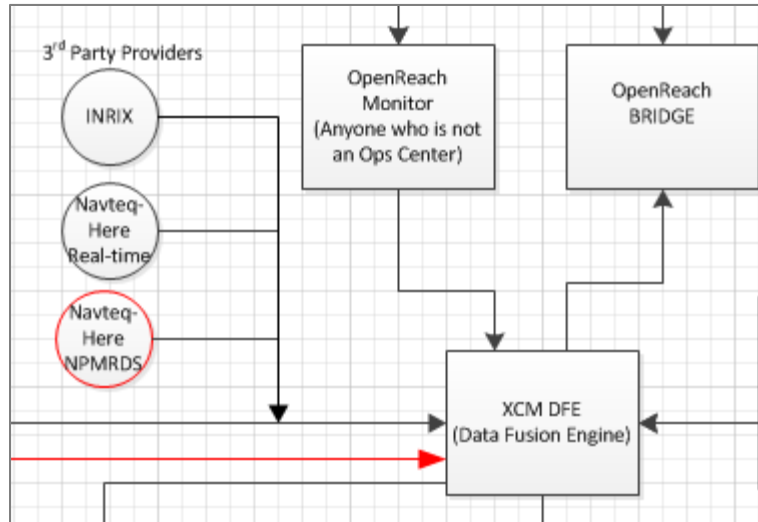 3rd Party Providers
INRIX
Navteq-
Here
Real-time
Navteq-
Here
NPMRDS
OpenReach
Monitor
(Anyone who is not
an Ops Center)
OpenReach
BRIDGE
XCM DFE
(Data Fusion Engine)